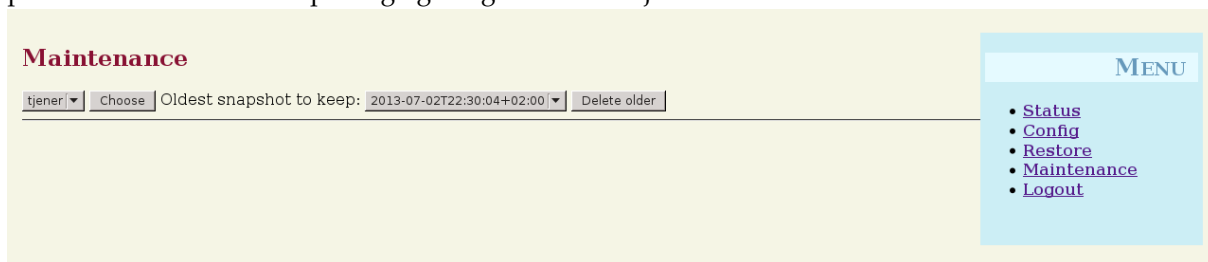 Maintenance
tjener Choose Oldest snapshot to keep: 2013-07-02T22:30:04+02:00 Delete older
MENU
Status
Config
Restore
Maintenance
Logout